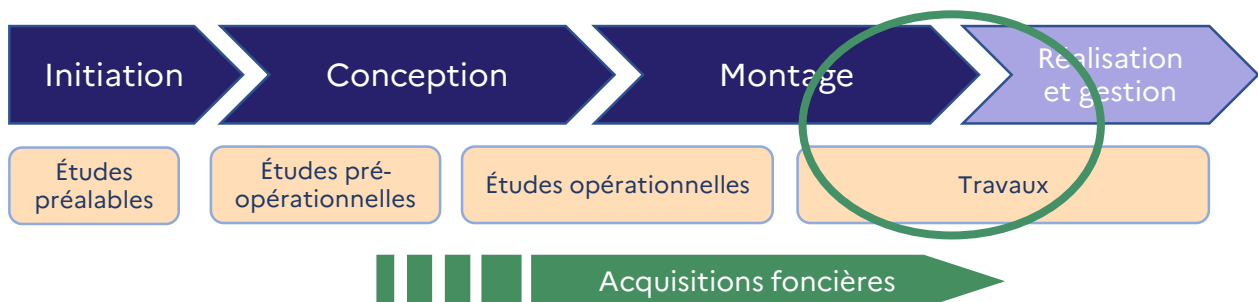 Initiation
Conception
Montage
Réalisation
et gestion
Études
préalables
Études pré-
opérationnelles
Études opérationnelles
Travaux
Acquisitions foncières